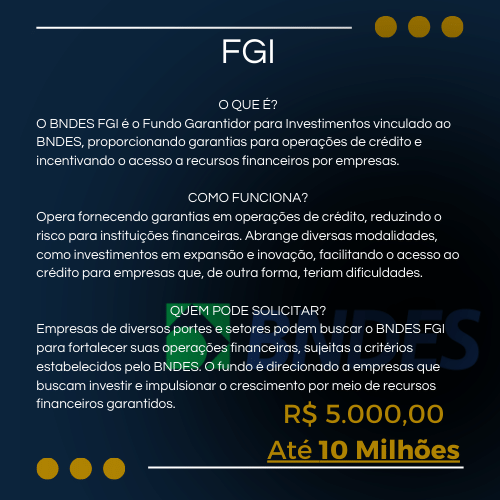 FGI
O QUE É?
O BNDES FGI é o Fundo Garantidor para Investimentos vinculado ao
BNDES, proporcionando garantias para operações de crédito e
incentivando o acesso a recursos financeiros por empresas.
COMO FUNCIONA?
Opera fornecendo garantias em operações de crédito, reduzindo o
risco para instituições financeiras. Abrange diversas modalidades,
como investimentos em expansão e inovação, facilitando o acesso ao
crédito para empresas que, de outra forma, teriam dificuldades.
QUEM PODE SOLICITAR?
Empresas de diversos portes e setores podem buscar o BNDES FGI
para fortalecer suas operações financeiras, sujeitas a critérios
estabelecidos pelo BNDES. O fundo é direcionado a empresas que
buscam investir e impulsionar o crescimento por meio de recursos
financeiros garantidos.
BNDES
R$ 5.000,00
Até 10 Milhões